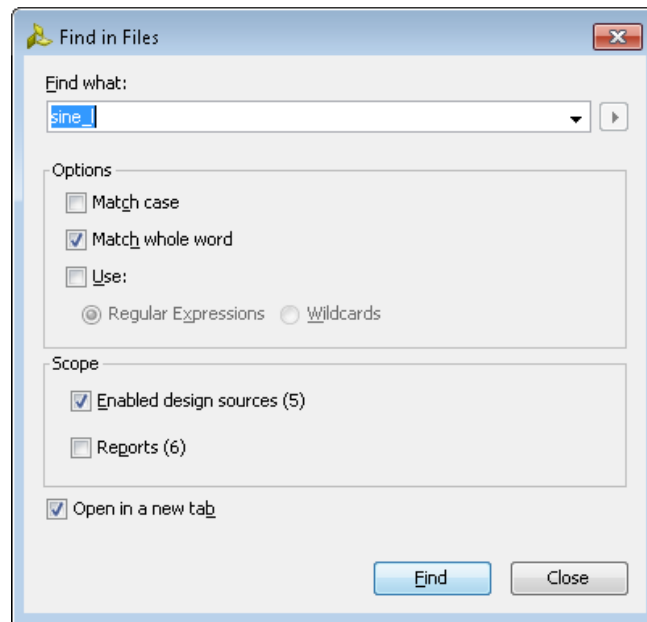 Find in Files
Find what:
sine_l
Options
Match case
Match whole word
Use:
Regular Expressions Wildcards
Scope
Enabled design sources (5)
Reports (6)
Open in a new tab
Find Close